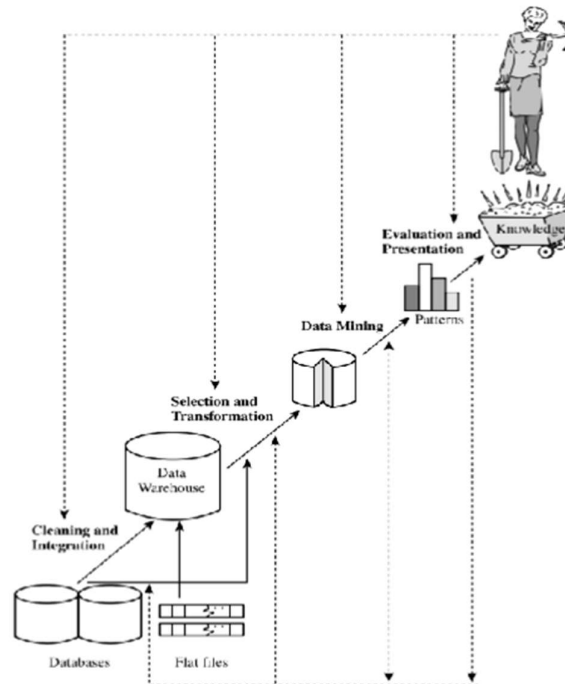 Evaluation and
Presentation
Knowledge
Data Mining
Patterns
Selection and
Transformation
Data
Warehouse
Cleaning and
Integration
Databases
Flat files